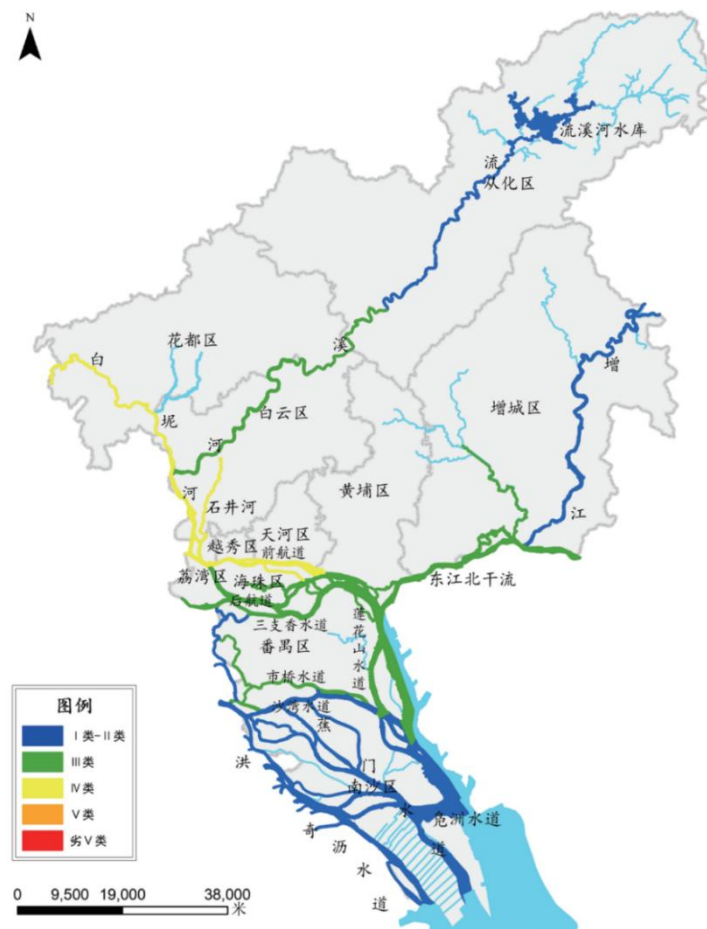 N
流溪河水库
流
从化区
溪
花都区
白
增
坭
白云区
河
增城区
河
石井河
黄埔区
江
天河区
越秀区
前航道
荔湾区
海珠区
后航道
东江北干流
三支香水道
莲花山水道
番禺区
市桥水道
沙湾水道
蕉
洪
门
南沙区
水
危洲水道
奇
沥
道
水
道
图例
Ⅰ类-Ⅱ类
Ⅲ类
Ⅳ类
Ⅴ类
劣Ⅴ类
0 9,500 19,000 38,000
米